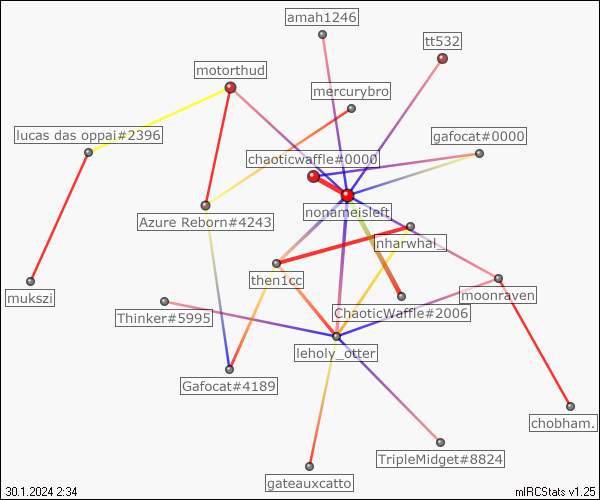 amah1246
tt532
motorthud
mercurybro
lucas das oppai#2396
gafocat#0000
chaoticwaffle#0000
nonameisleft
Azure Reborn#4243
nharwhal_
then1cc
mukszi
moonraven
Thinker#5995
ChaoticWaffle#2006
leholy_otter
Gafocat#4189
chobham.
TripleMidget#8824
gateauxcatto
30.1.2024 2:34
mIRCStats v1.25